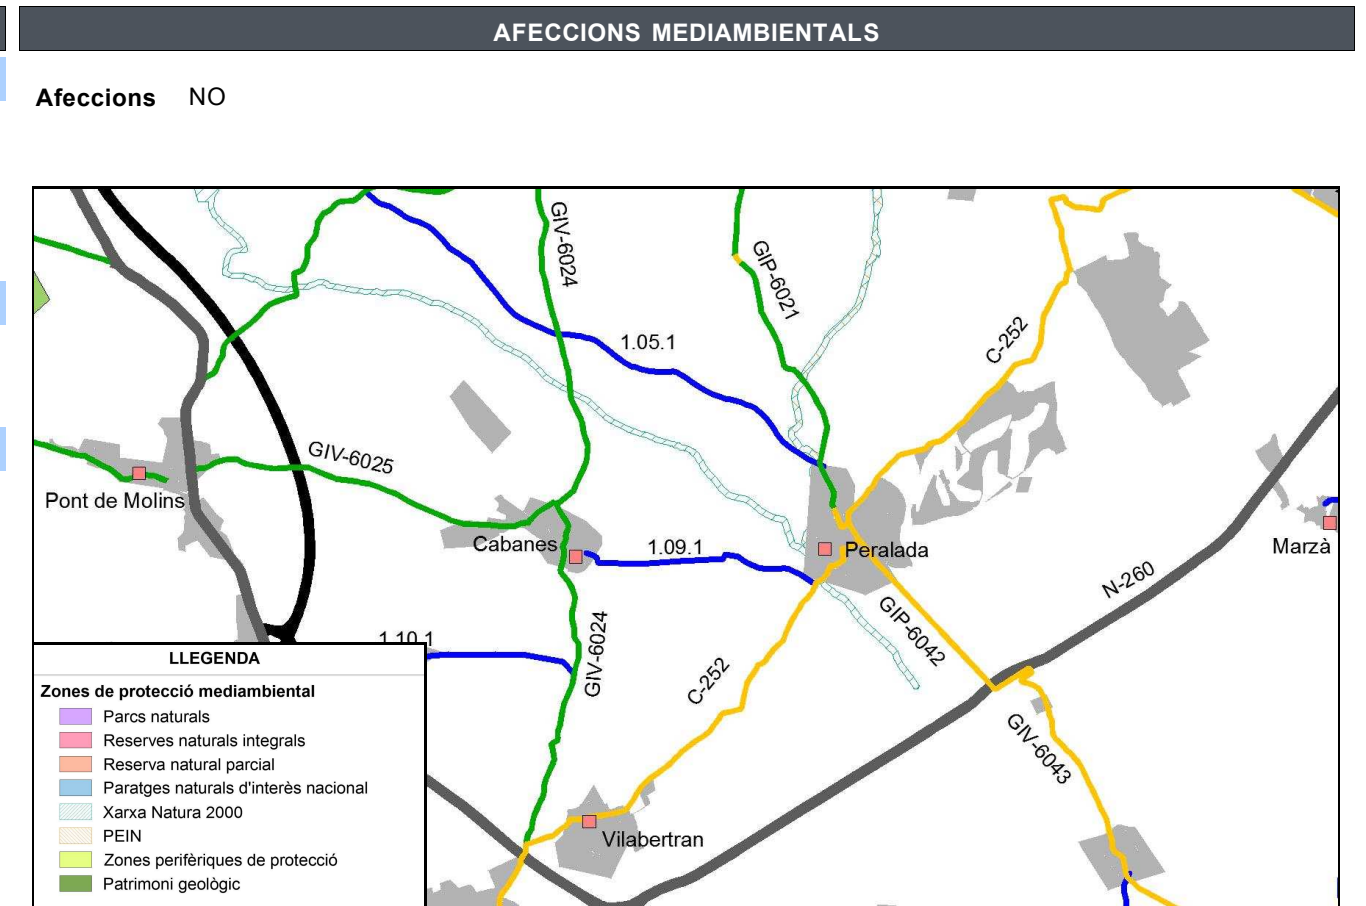 AFECCIONS MEDIAMBIENTALS
Afeccions NO
GIV-6024
GIP-6021
C-252
1.05.1
GIV-6025
Pont de Molins
Cabanes
1.09.1
Peralada
Marzà
N-260
GIP-6042
GIV-6024
1.10.1
C-252
GIV-6043
Vilabertran
LLEGENDA
Zones de protecció mediambiental
Parcs naturals
Reserves naturals integrals
Reserva natural parcial
Paratges naturals d'interès nacional
Xarxa Natura 2000
PEIN
Zones perifèriques de protecció
Patrimoni geològic